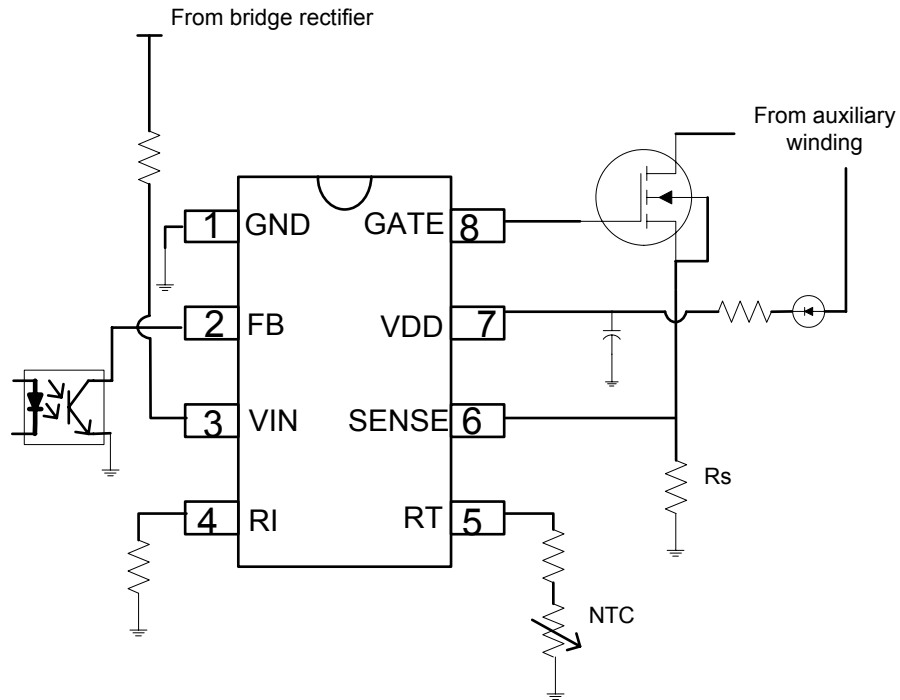 From bridge rectifier
From auxiliary
winding
1 GND GATE 8
2 FB VDD 7
3 VIN SENSE 6
Rs
4 RI RT 5
NTC